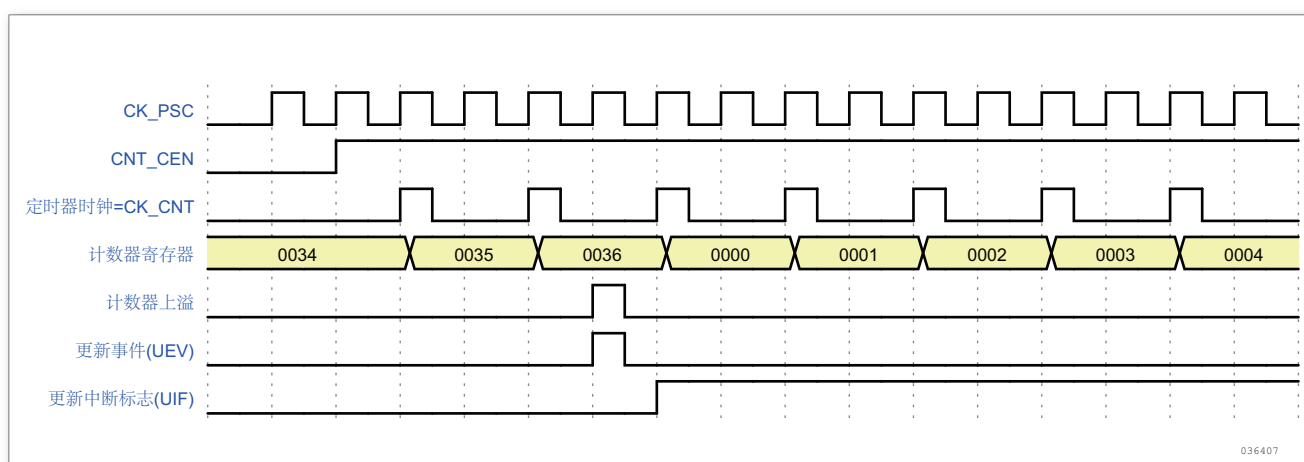 CK_PSC
CNT_CEN
定时器时钟=CK_CNT
计数器寄存器 0034 0035 0036 0000 0001 0002 0003 0004
计数器上溢
更新事件(UEV)
更新中断标志(UIF)
036407